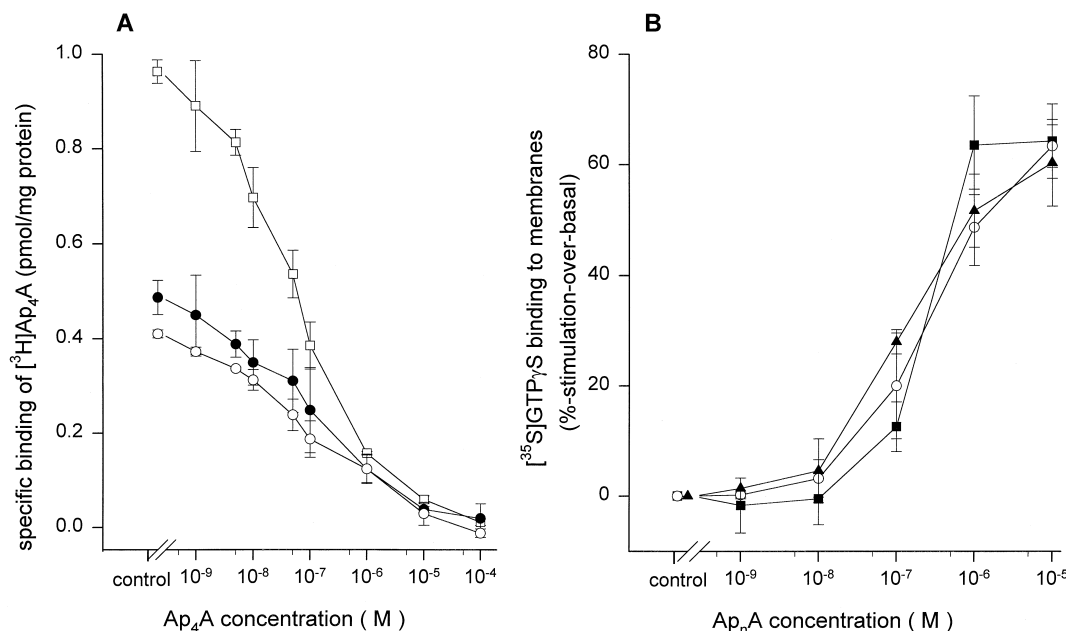 A
specific binding of [³H]Ap₄A (pmol/mg protein)
1.0
0.8
0.6
0.4
0.2
0.0
control 10⁻⁹ 10⁻⁸ 10⁻⁷ 10⁻⁶ 10⁻⁵ 10⁻⁴
Ap₄A concentration ( M )
B
[³⁵S]GTPγS binding to membranes
(%-stimulation-over-basal)
80
60
40
20
0
control 10⁻⁹ 10⁻⁸ 10⁻⁷ 10⁻⁶ 10⁻⁵
ApₙA concentration ( M )